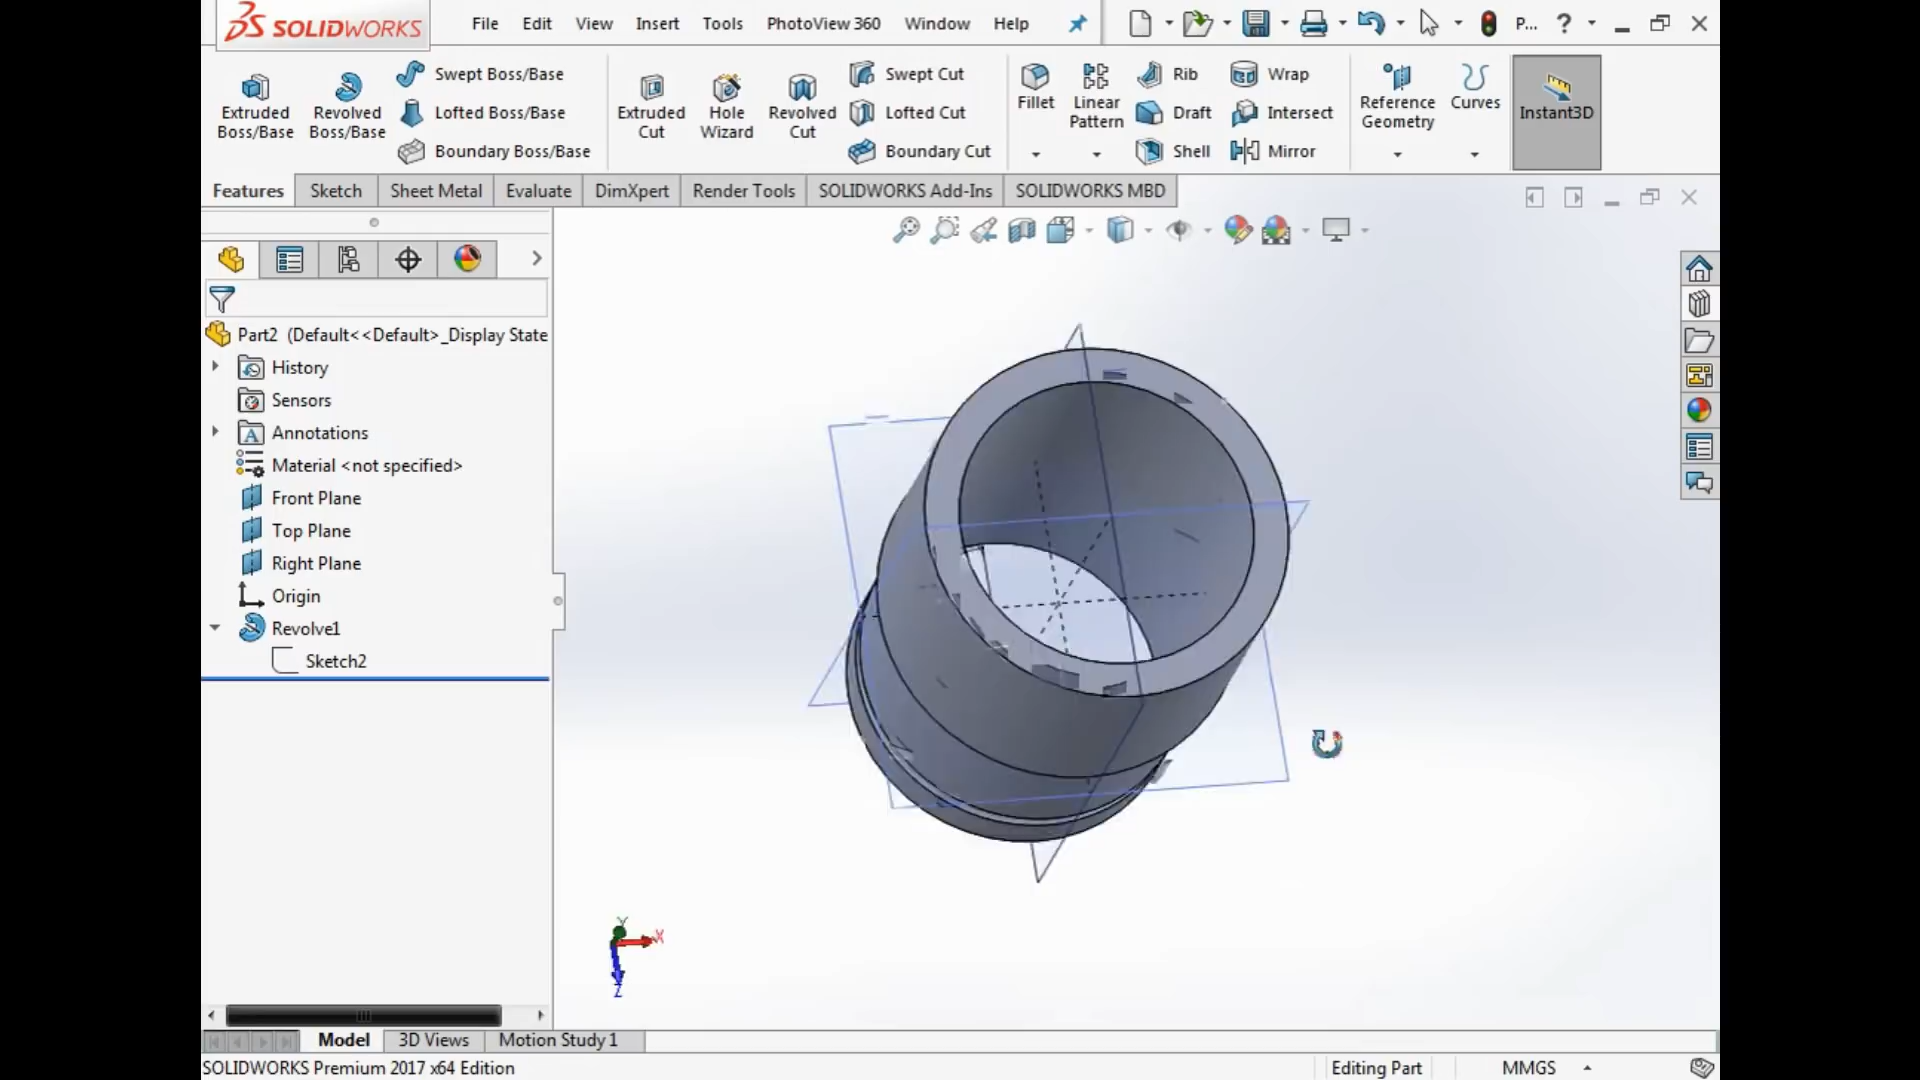 SOLIDWORKS File Edit View Insert Tools PhotoView 360 Window Help P... ?
Extruded Boss/Base
Revolved Boss/Base
Swept Boss/Base
Lofted Boss/Base
Boundary Boss/Base
Extruded Cut
Hole Wizard
Revolved Cut
Swept Cut
Lofted Cut
Boundary Cut
Fillet
Linear Pattern
Rib
Draft
Shell
Wrap
Intersect
Mirror
Reference Geometry
Curves
Instant3D
Features Sketch Sheet Metal Evaluate DimXpert Render Tools SOLIDWORKS Add-Ins SOLIDWORKS MBD
Part2 (Default<<Default>_Display State
History
Sensors
Annotations
Material <not specified>
Front Plane
Top Plane
Right Plane
Origin
Revolve1
Sketch2
Y
X
Z
Model 3D Views Motion Study 1
SOLIDWORKS Premium 2017 x64 Edition Editing Part MMGS